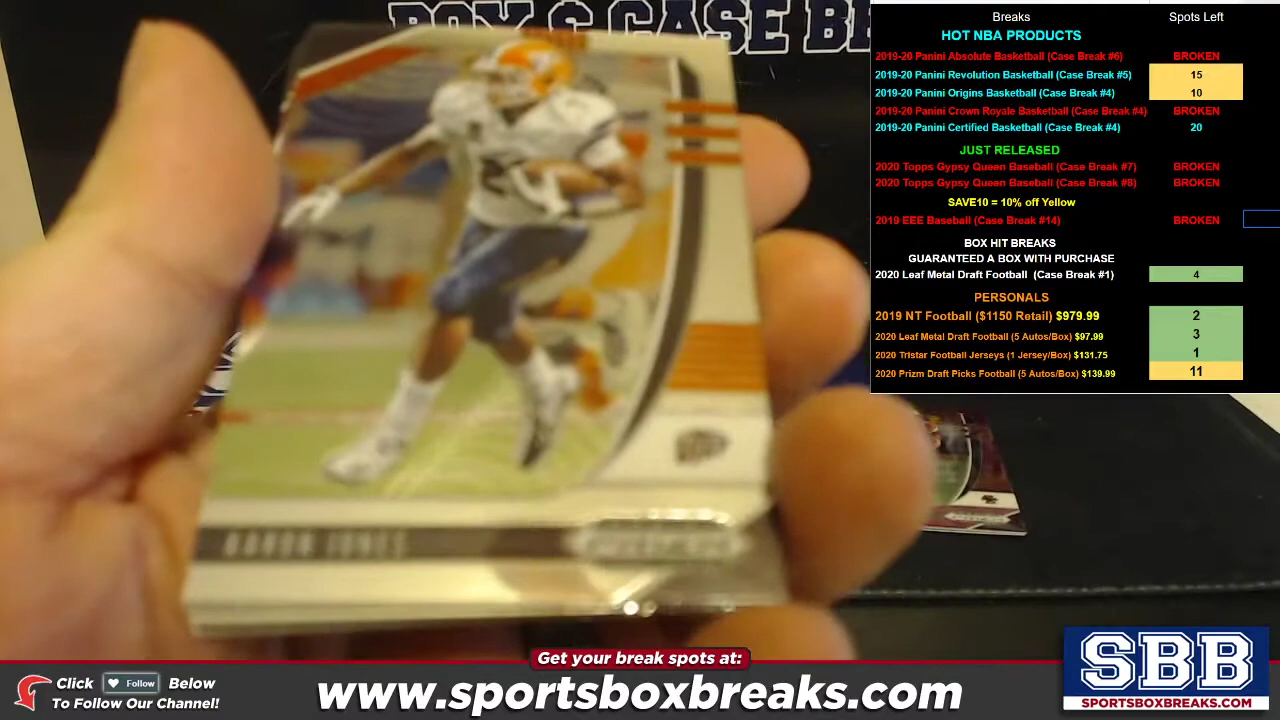 BOX & CASE BRE
Breaks Spots Left
HOT NBA PRODUCTS
2019-20 Panini Absolute Basketball (Case Break #6) BROKEN
2019-20 Panini Revolution Basketball (Case Break #5) 15
2019-20 Panini Origins Basketball (Case Break #4) 10
2019-20 Panini Crown Royale Basketball (Case Break #4) BROKEN
2019-20 Panini Certified Basketball (Case Break #4) 20
JUST RELEASED
2020 Topps Gypsy Queen Baseball (Case Break #7) BROKEN
2020 Topps Gypsy Queen Baseball (Case Break #8) BROKEN
SAVE10 = 10% off Yellow
2019 EEE Baseball (Case Break #14) BROKEN
BOX HIT BREAKS
GUARANTEED A BOX WITH PURCHASE
2020 Leaf Metal Draft Football (Case Break #1) 4
PERSONALS
2019 NT Football ($1150 Retail) $979.99 2
2020 Leaf Metal Draft Football (5 Autos/Box) $97.99 3
2020 Tristar Football Jerseys (1 Jersey/Box) $131.75 1
2020 Prizm Draft Picks Football (5 Autos/Box) $139.99 11
AARON JONES
Get your break spots at:
Click Follow Below
To Follow Our Channel!
www.sportsboxbreaks.com
SBB
SPORTSBOXBREAKS.COM